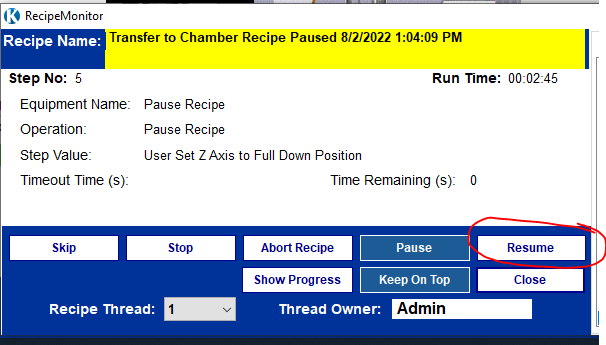 RecipeMonitor
Recipe Name: Transfer to Chamber Recipe Paused 8/2/2022 1:04:09 PM
Step No: 5 Run Time: 00:02:45
Equipment Name: Pause Recipe
Operation: Pause Recipe
Step Value: User Set Z Axis to Full Down Position
Timeout Time (s): Time Remaining (s): 0
Skip Stop Abort Recipe Pause Resume
Show Progress Keep On Top Close
Recipe Thread: 1 Thread Owner: Admin